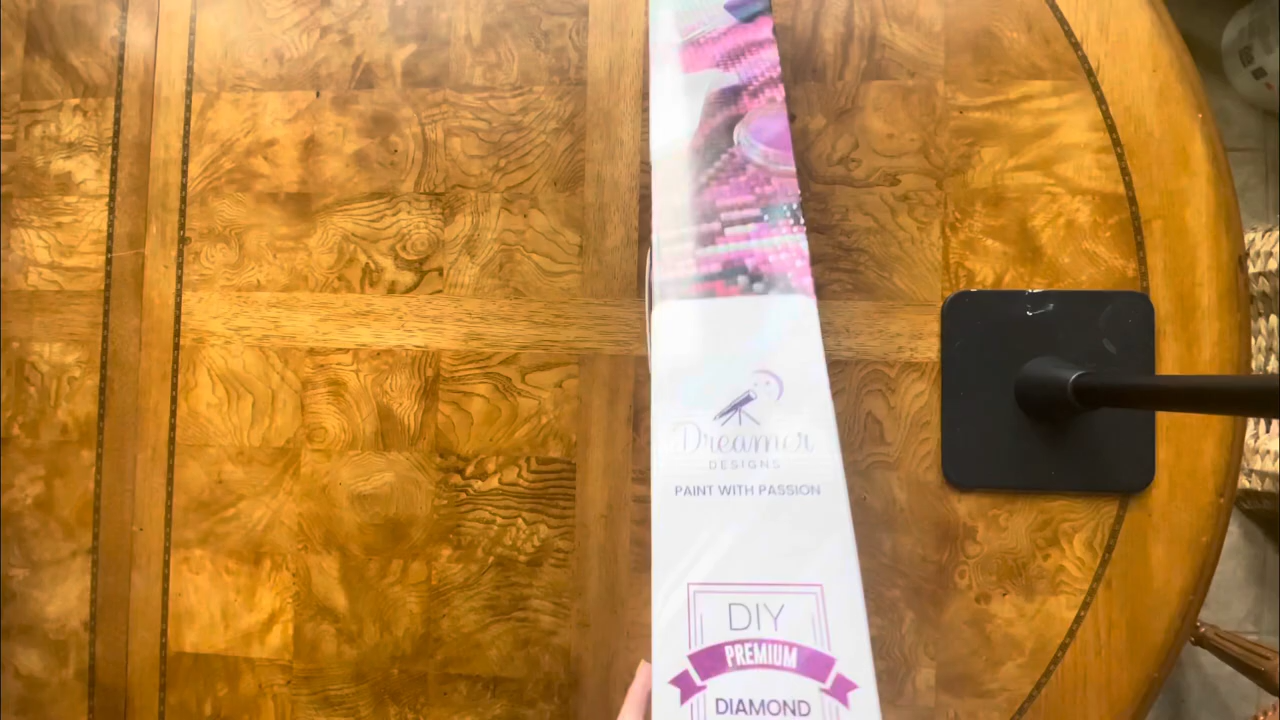 Dreamer
DESIGNS
PAINT WITH PASSION
DIY
PREMIUM
DIAMOND